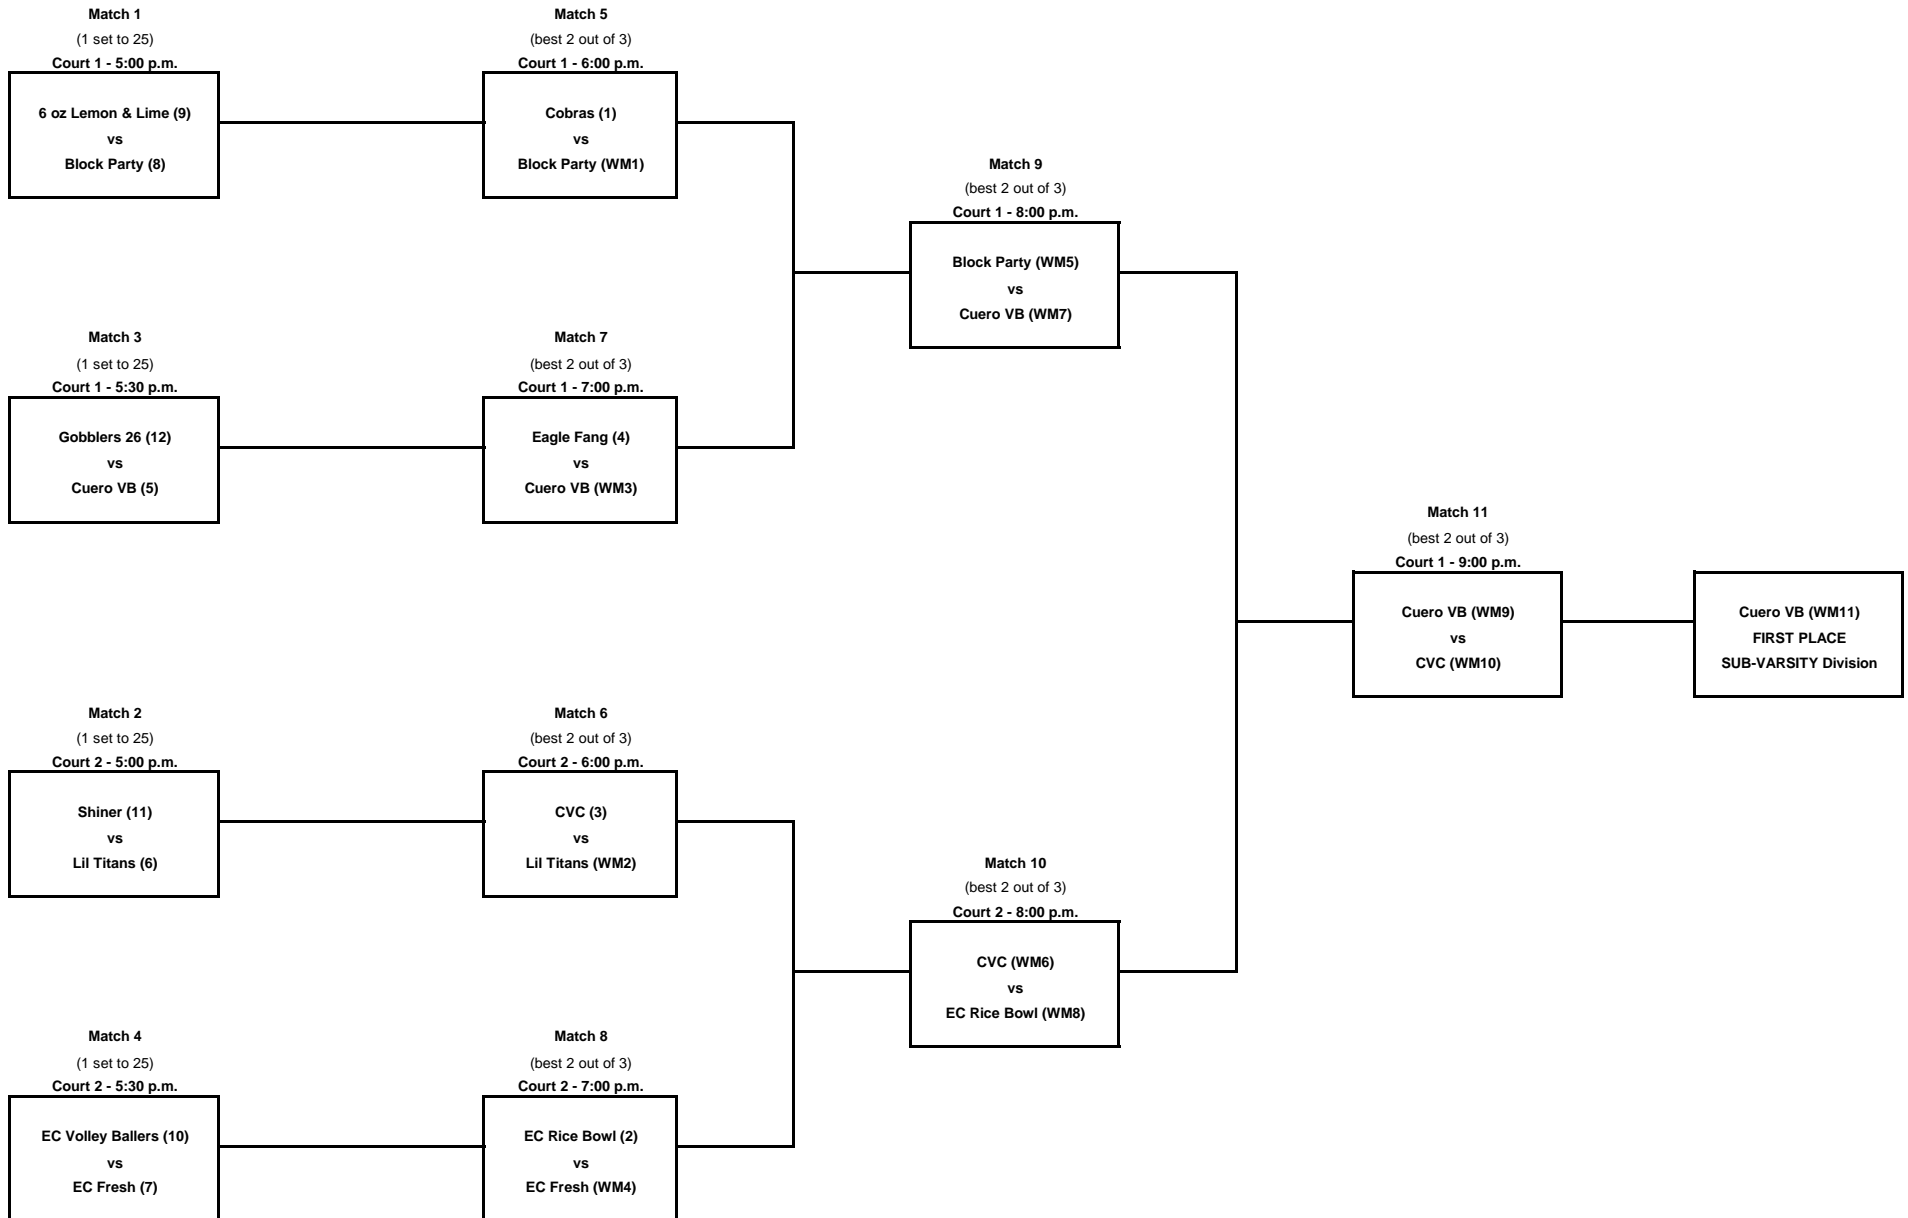 Match 1
(1 set to 25)
Court 1 - 5:00 p.m.
6 oz Lemon & Lime (9)
vs
Block Party (8)
Match 5
(best 2 out of 3)
Court 1 - 6:00 p.m.
Cobras (1)
vs
Block Party (WM1)
Match 9
(best 2 out of 3)
Court 1 - 8:00 p.m.
Block Party (WM5)
vs
Cuero VB (WM7)
Match 3
(1 set to 25)
Court 1 - 5:30 p.m.
Gobblers 26 (12)
vs
Cuero VB (5)
Match 7
(best 2 out of 3)
Court 1 - 7:00 p.m.
Eagle Fang (4)
vs
Cuero VB (WM3)
Match 11
(best 2 out of 3)
Court 1 - 9:00 p.m.
Cuero VB (WM9)
vs
CVC (WM10)
Cuero VB (WM11)
FIRST PLACE
SUB-VARSITY Division
Match 2
(1 set to 25)
Court 2 - 5:00 p.m.
Shiner (11)
vs
Lil Titans (6)
Match 6
(best 2 out of 3)
Court 2 - 6:00 p.m.
CVC (3)
vs
Lil Titans (WM2)
Match 10
(best 2 out of 3)
Court 2 - 8:00 p.m.
CVC (WM6)
vs
EC Rice Bowl (WM8)
Match 4
(1 set to 25)
Court 2 - 5:30 p.m.
EC Volley Ballers (10)
vs
EC Fresh (7)
Match 8
(best 2 out of 3)
Court 2 - 7:00 p.m.
EC Rice Bowl (2)
vs
EC Fresh (WM4)